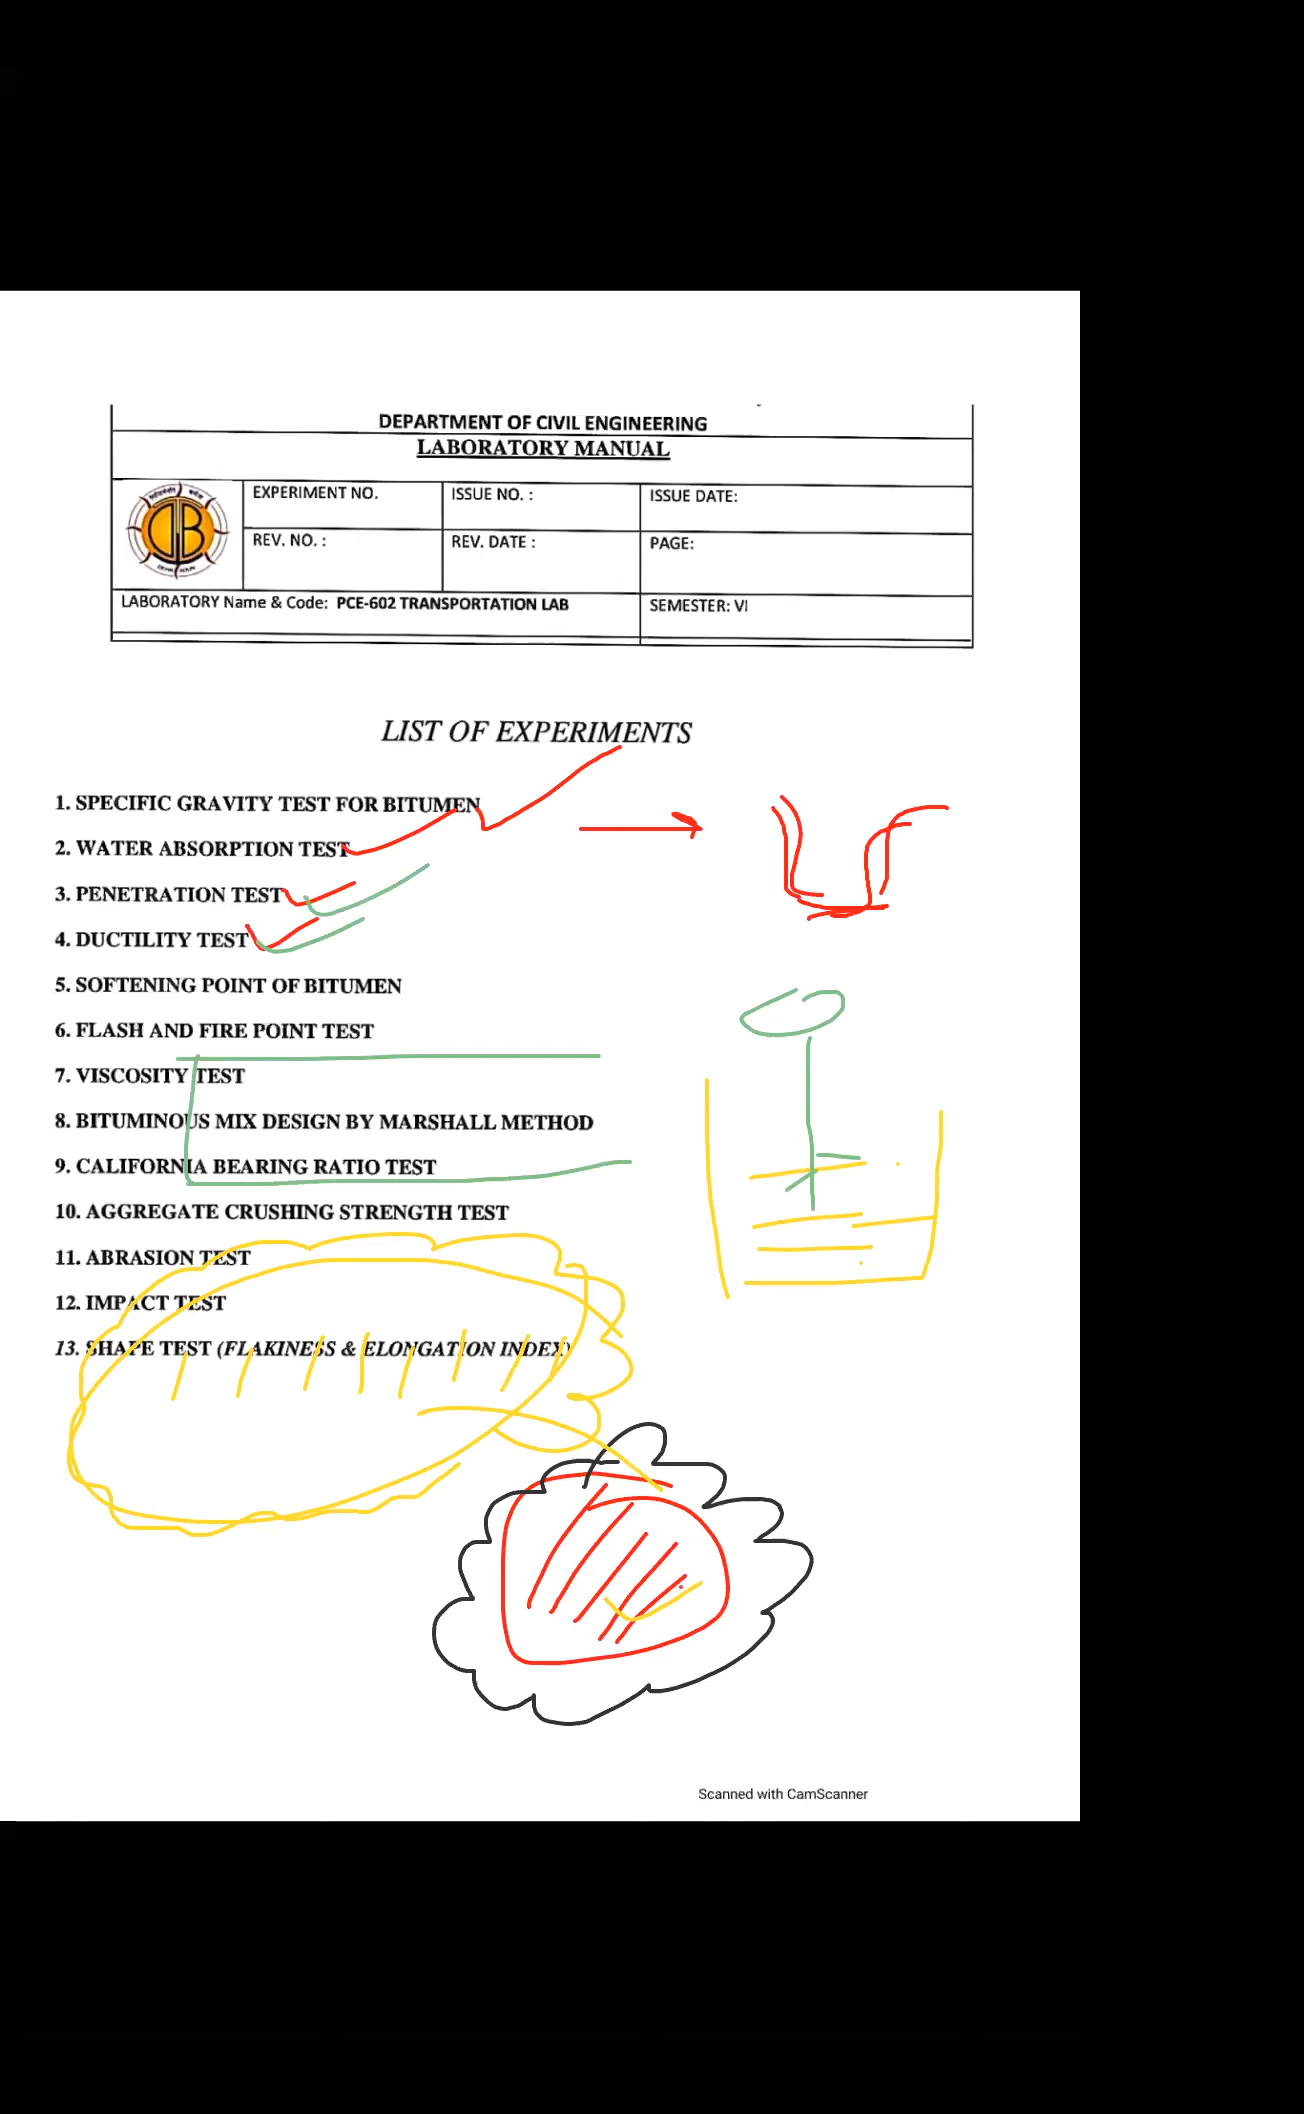 DEPARTMENT OF CIVIL ENGINEERING
LABORATORY MANUAL
EXPERIMENT NO.
ISSUE NO. :
ISSUE DATE:
REV. NO. :
REV. DATE :
PAGE:
LABORATORY Name & Code: PCE-602 TRANSPORTATION LAB
SEMESTER: VI
LIST OF EXPERIMENTS
1. SPECIFIC GRAVITY TEST FOR BITUMEN
2. WATER ABSORPTION TEST
3. PENETRATION TEST
4. DUCTILITY TEST
5. SOFTENING POINT OF BITUMEN
6. FLASH AND FIRE POINT TEST
7. VISCOSITY TEST
8. BITUMINOUS MIX DESIGN BY MARSHALL METHOD
9. CALIFORNIA BEARING RATIO TEST
10. AGGREGATE CRUSHING STRENGTH TEST
11. ABRASION TEST
12. IMPACT TEST
13. SHAPE TEST (FLAKINESS & ELONGATION INDEX)
Scanned with CamScanner